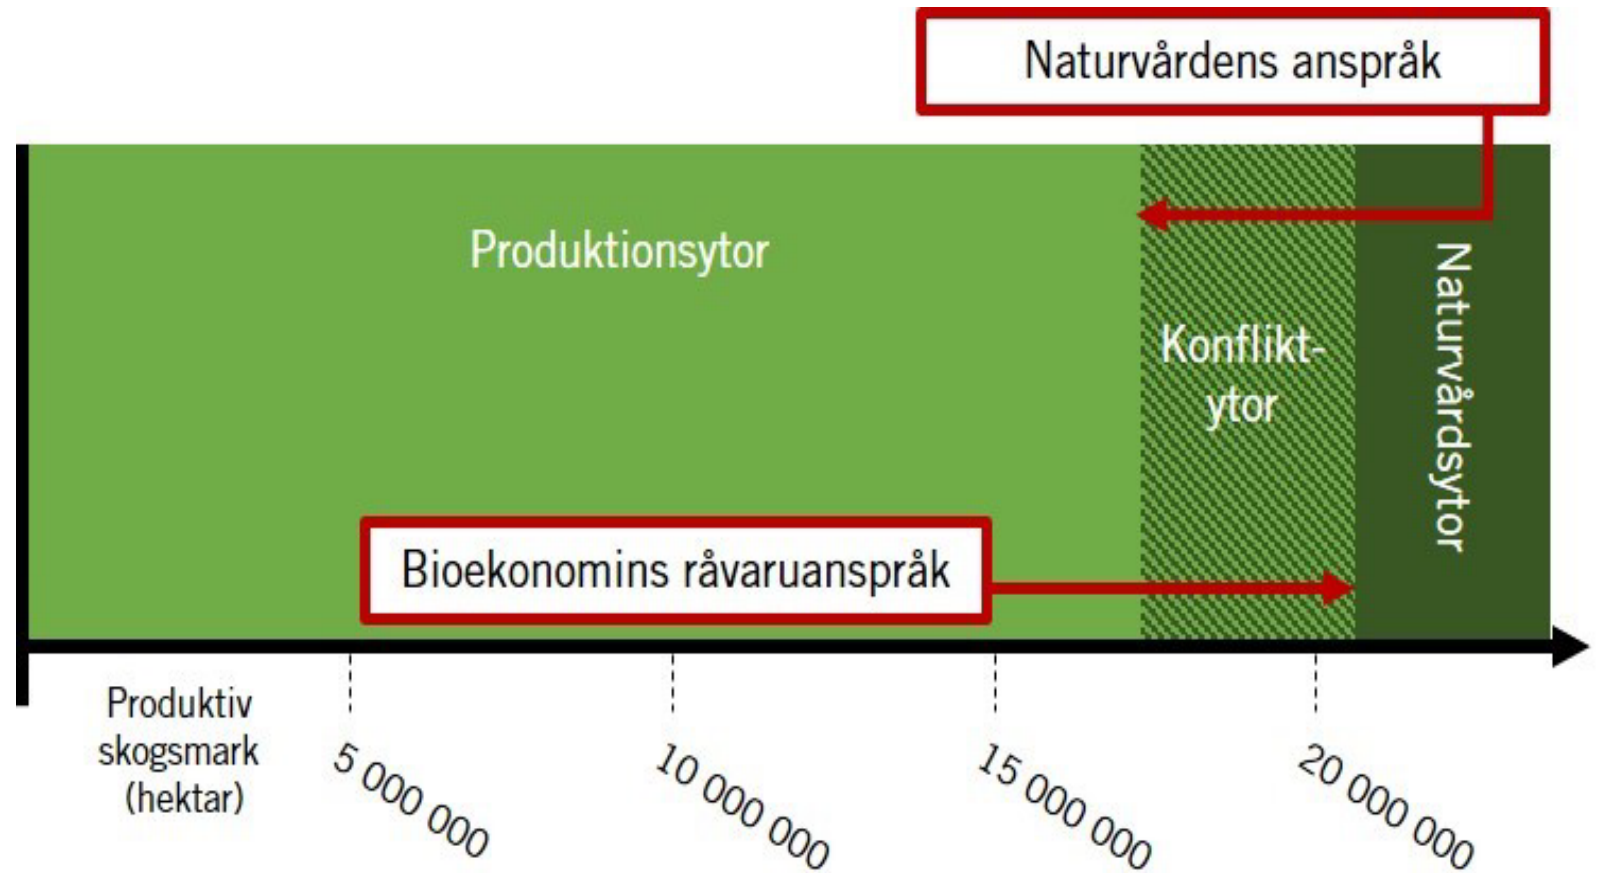 Naturvårdens anspråk
Produktionsytor
Konflikt-
ytor
Naturvårdsytor
Bioekonomins råvaruanspråk
Produktiv
skogsmark
(hektar)
5 000 000
10 000 000
15 000 000
20 000 000